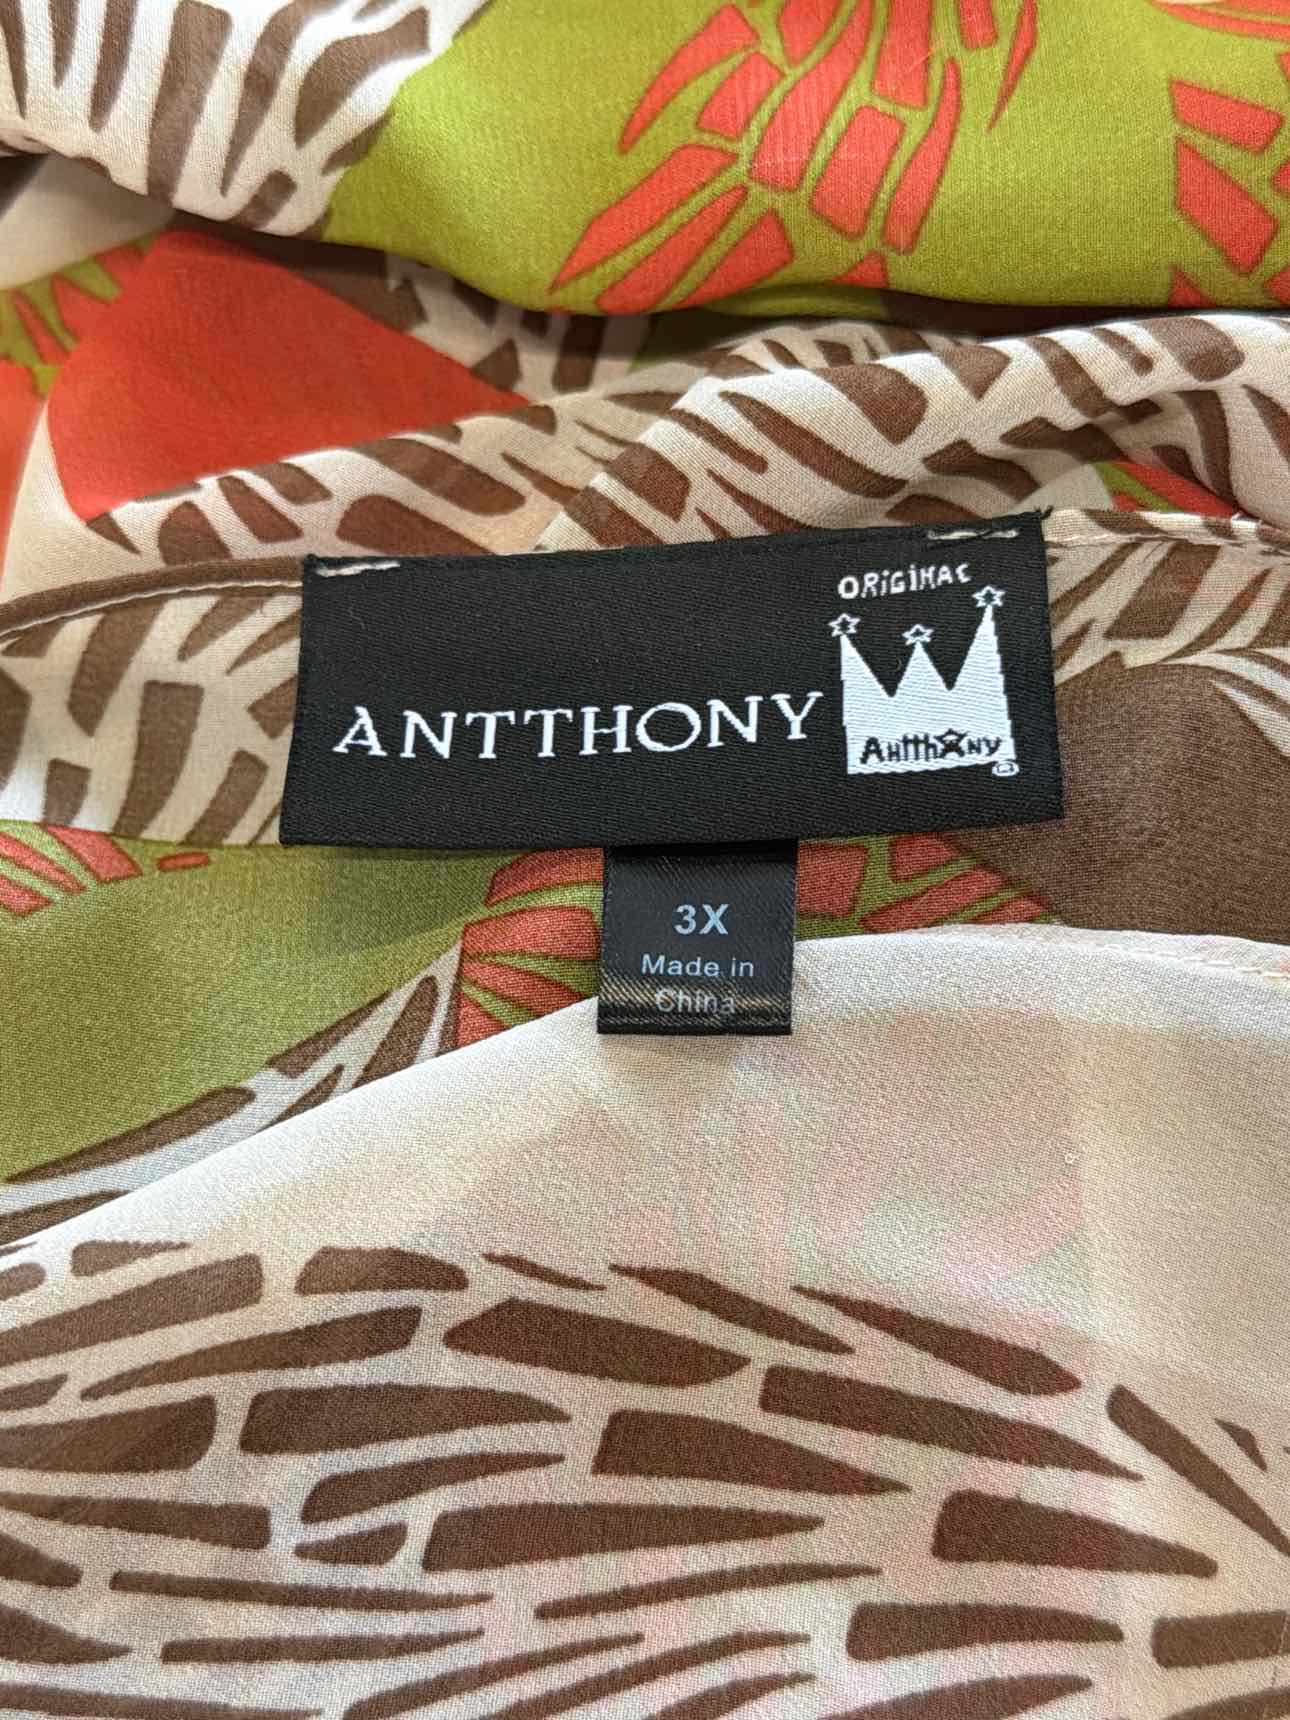 ORiGiNAL
ANTTHONY
AntthOny
®
3X
Made in
China